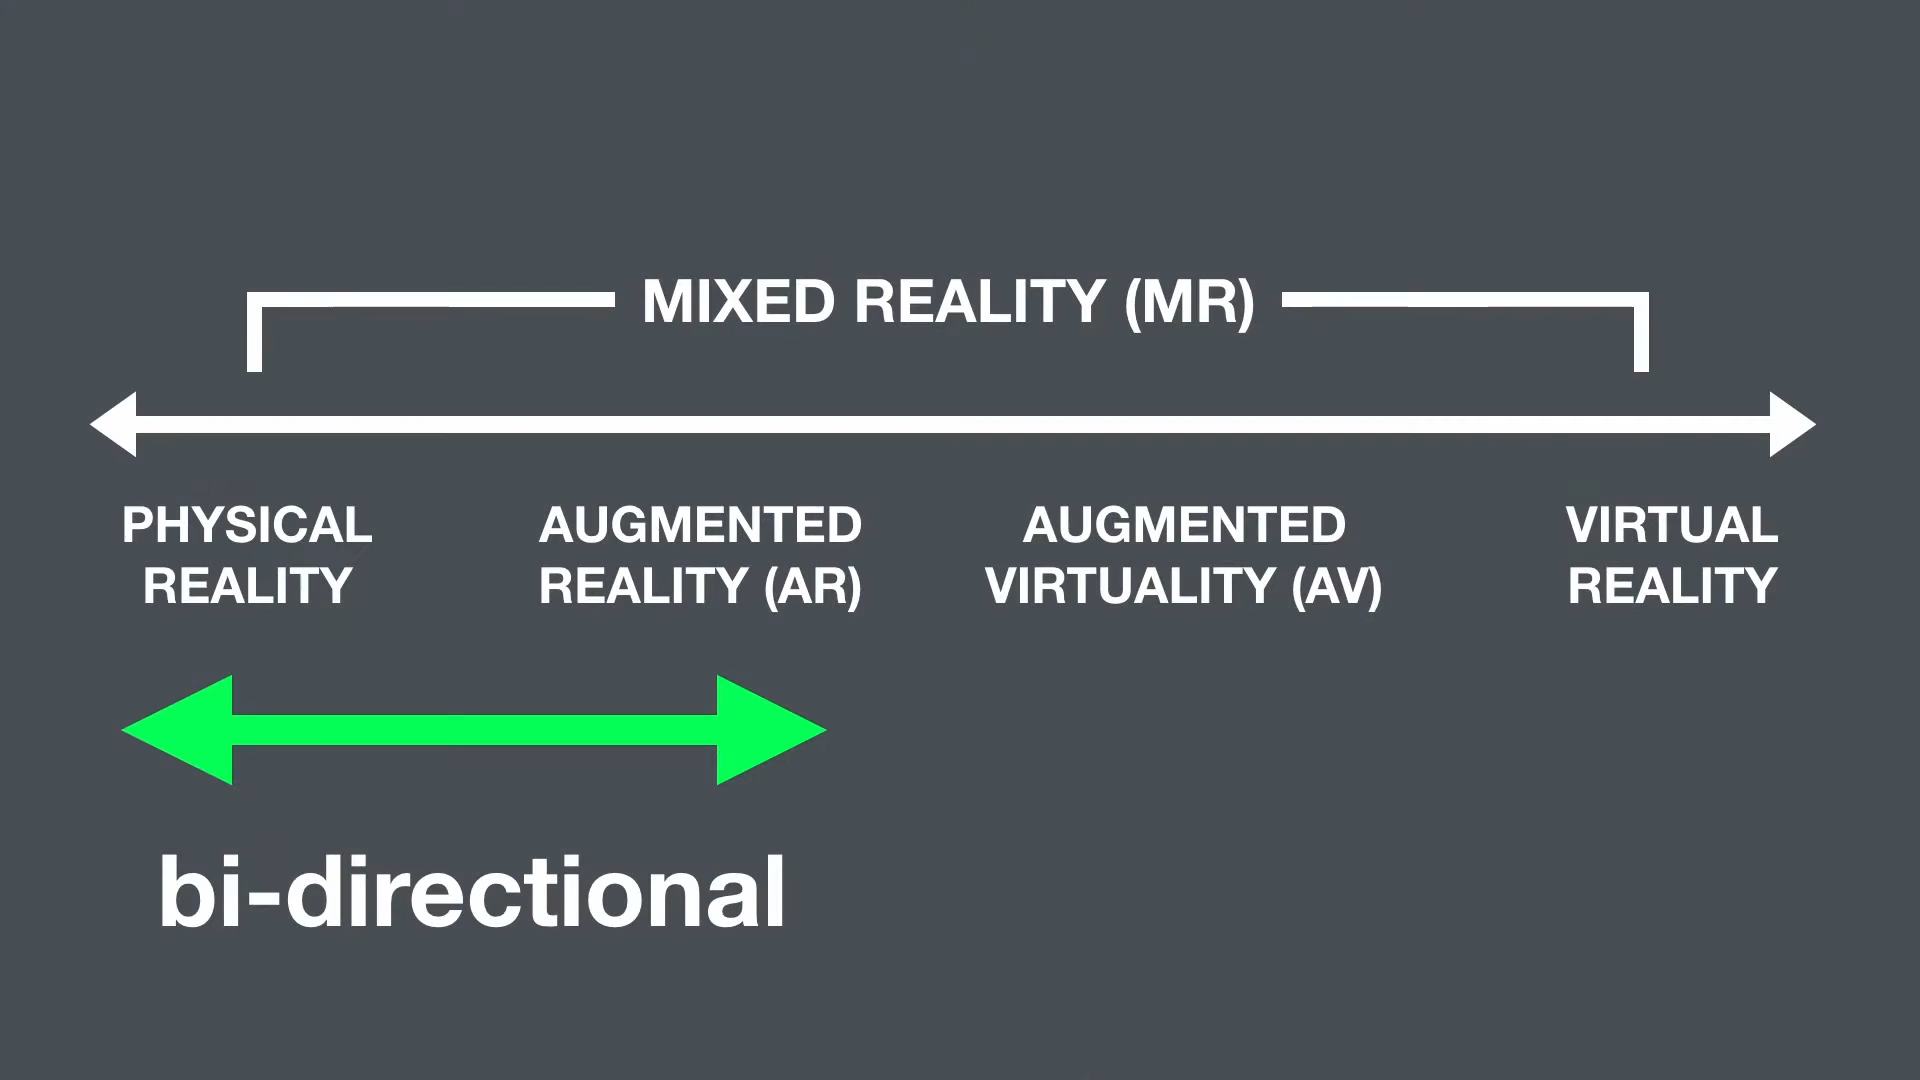 MIXED REALITY (MR)
PHYSICAL
REALITY
AUGMENTED
REALITY (AR)
AUGMENTED
VIRTUALITY (AV)
VIRTUAL
REALITY
bi-directional